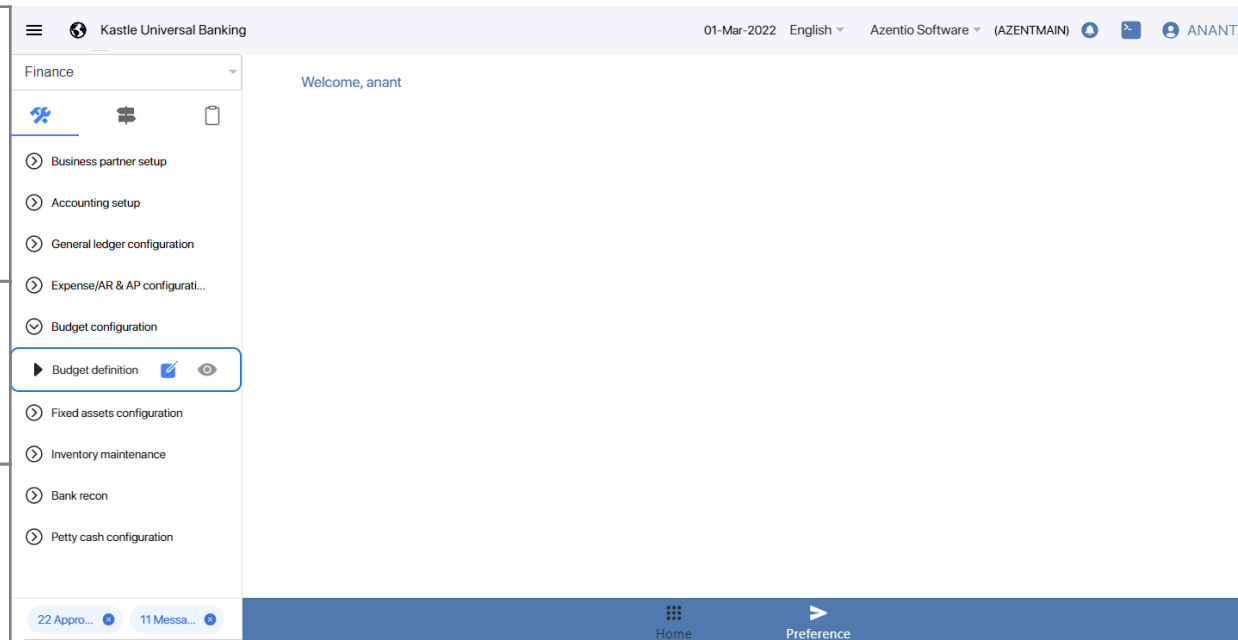 Kastle Universal Banking
01-Mar-2022 English Azentio Software (AZENTMAIN) ANANT
Finance
Welcome, anant
Business partner setup
Accounting setup
General ledger configuration
Expense/AR & AP configurati...
Budget configuration
Budget definition
Fixed assets configuration
Inventory maintenance
Bank recon
Petty cash configuration
22 Appro... 11 Messa...
Home Preference